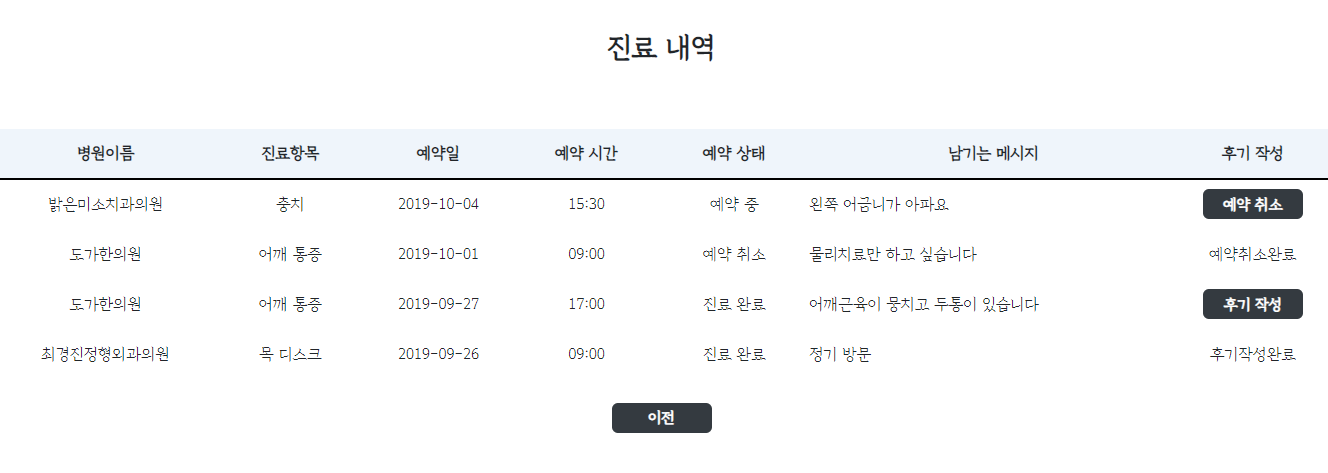 진료 내역
병원이름 진료항목 예약일 예약 시간 예약 상태 남기는 메시지 후기 작성
밝은미소치과의원 충치 2019-10-04 15:30 예약 중 왼쪽 어금니가 아파요 예약 취소
도가한의원 어깨 통증 2019-10-01 09:00 예약 취소 물리치료만 하고 싶습니다 예약취소완료
도가한의원 어깨 통증 2019-09-27 17:00 진료 완료 어깨근육이 뭉치고 두통이 있습니다 후기 작성
최경진정형외과의원 목 디스크 2019-09-26 09:00 진료 완료 정기 방문 후기작성완료
이전